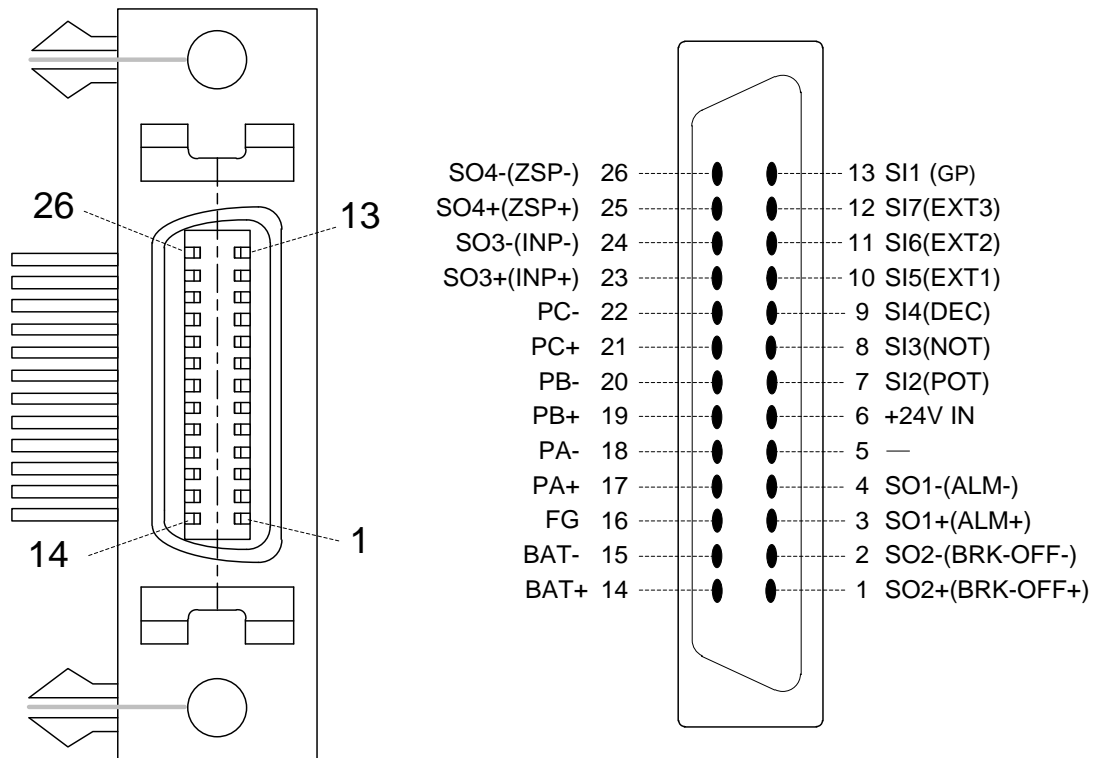 26
13
14
1
SO4-(ZSP-) 26 13 SI1 (GP)
SO4+(ZSP+) 25 12 SI7(EXT3)
SO3-(INP-) 24 11 SI6(EXT2)
SO3+(INP+) 23 10 SI5(EXT1)
PC- 22 9 SI4(DEC)
PC+ 21 8 SI3(NOT)
PB- 20 7 SI2(POT)
PB+ 19 6 +24V IN
PA- 18 5 —
PA+ 17 4 SO1-(ALM-)
FG 16 3 SO1+(ALM+)
BAT- 15 2 SO2-(BRK-OFF-)
BAT+ 14 1 SO2+(BRK-OFF+)